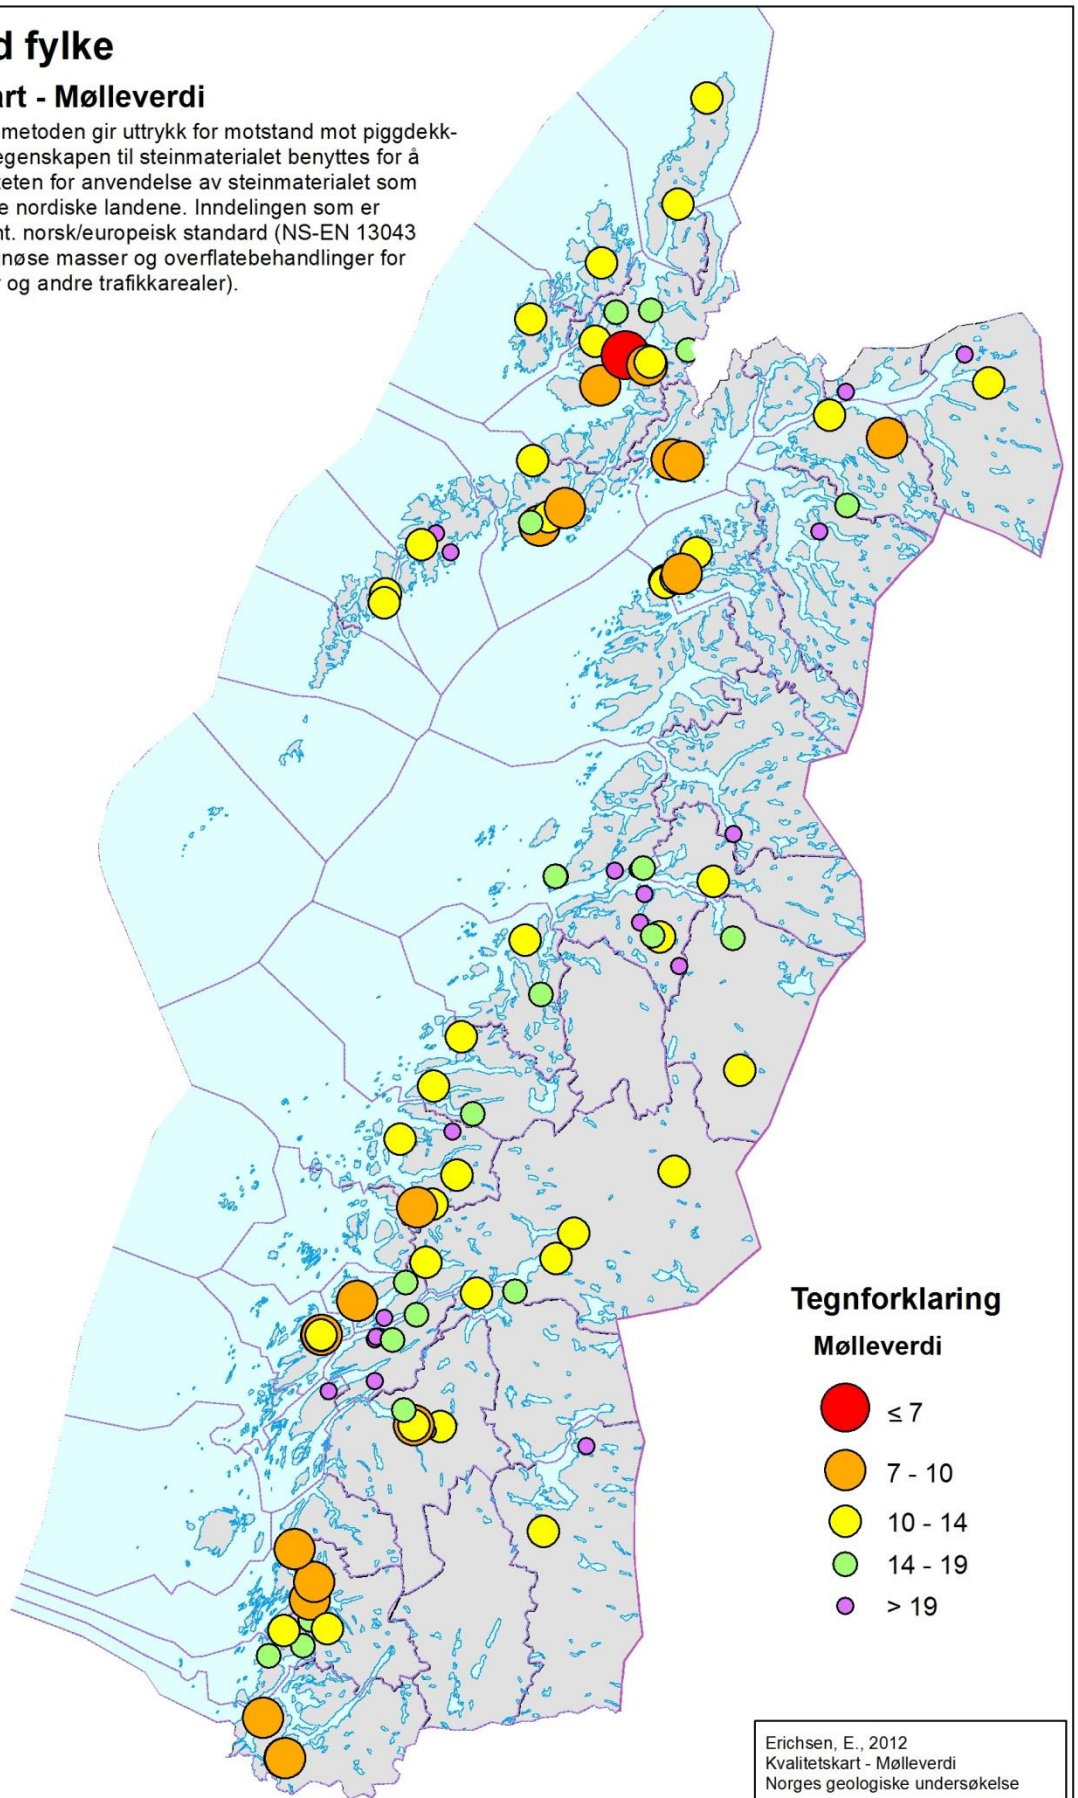 d fylke
rt - Mølleverdi
metoden gir uttrykk for motstand mot piggdekk-
egenskapen til steinmaterialet benyttes for å
teten for anvendelse av steinmaterialet som
e nordiske landene. Inndelingen som er
nt. norsk/europeisk standard (NS-EN 13043
nøse masser og overflatebehandlinger for
r og andre trafikkarealer).
Tegnforklaring
Mølleverdi
≤ 7
7 - 10
10 - 14
14 - 19
> 19
Erichsen, E., 2012
Kvalitetskart - Mølleverdi
Norges geologiske undersøkelse